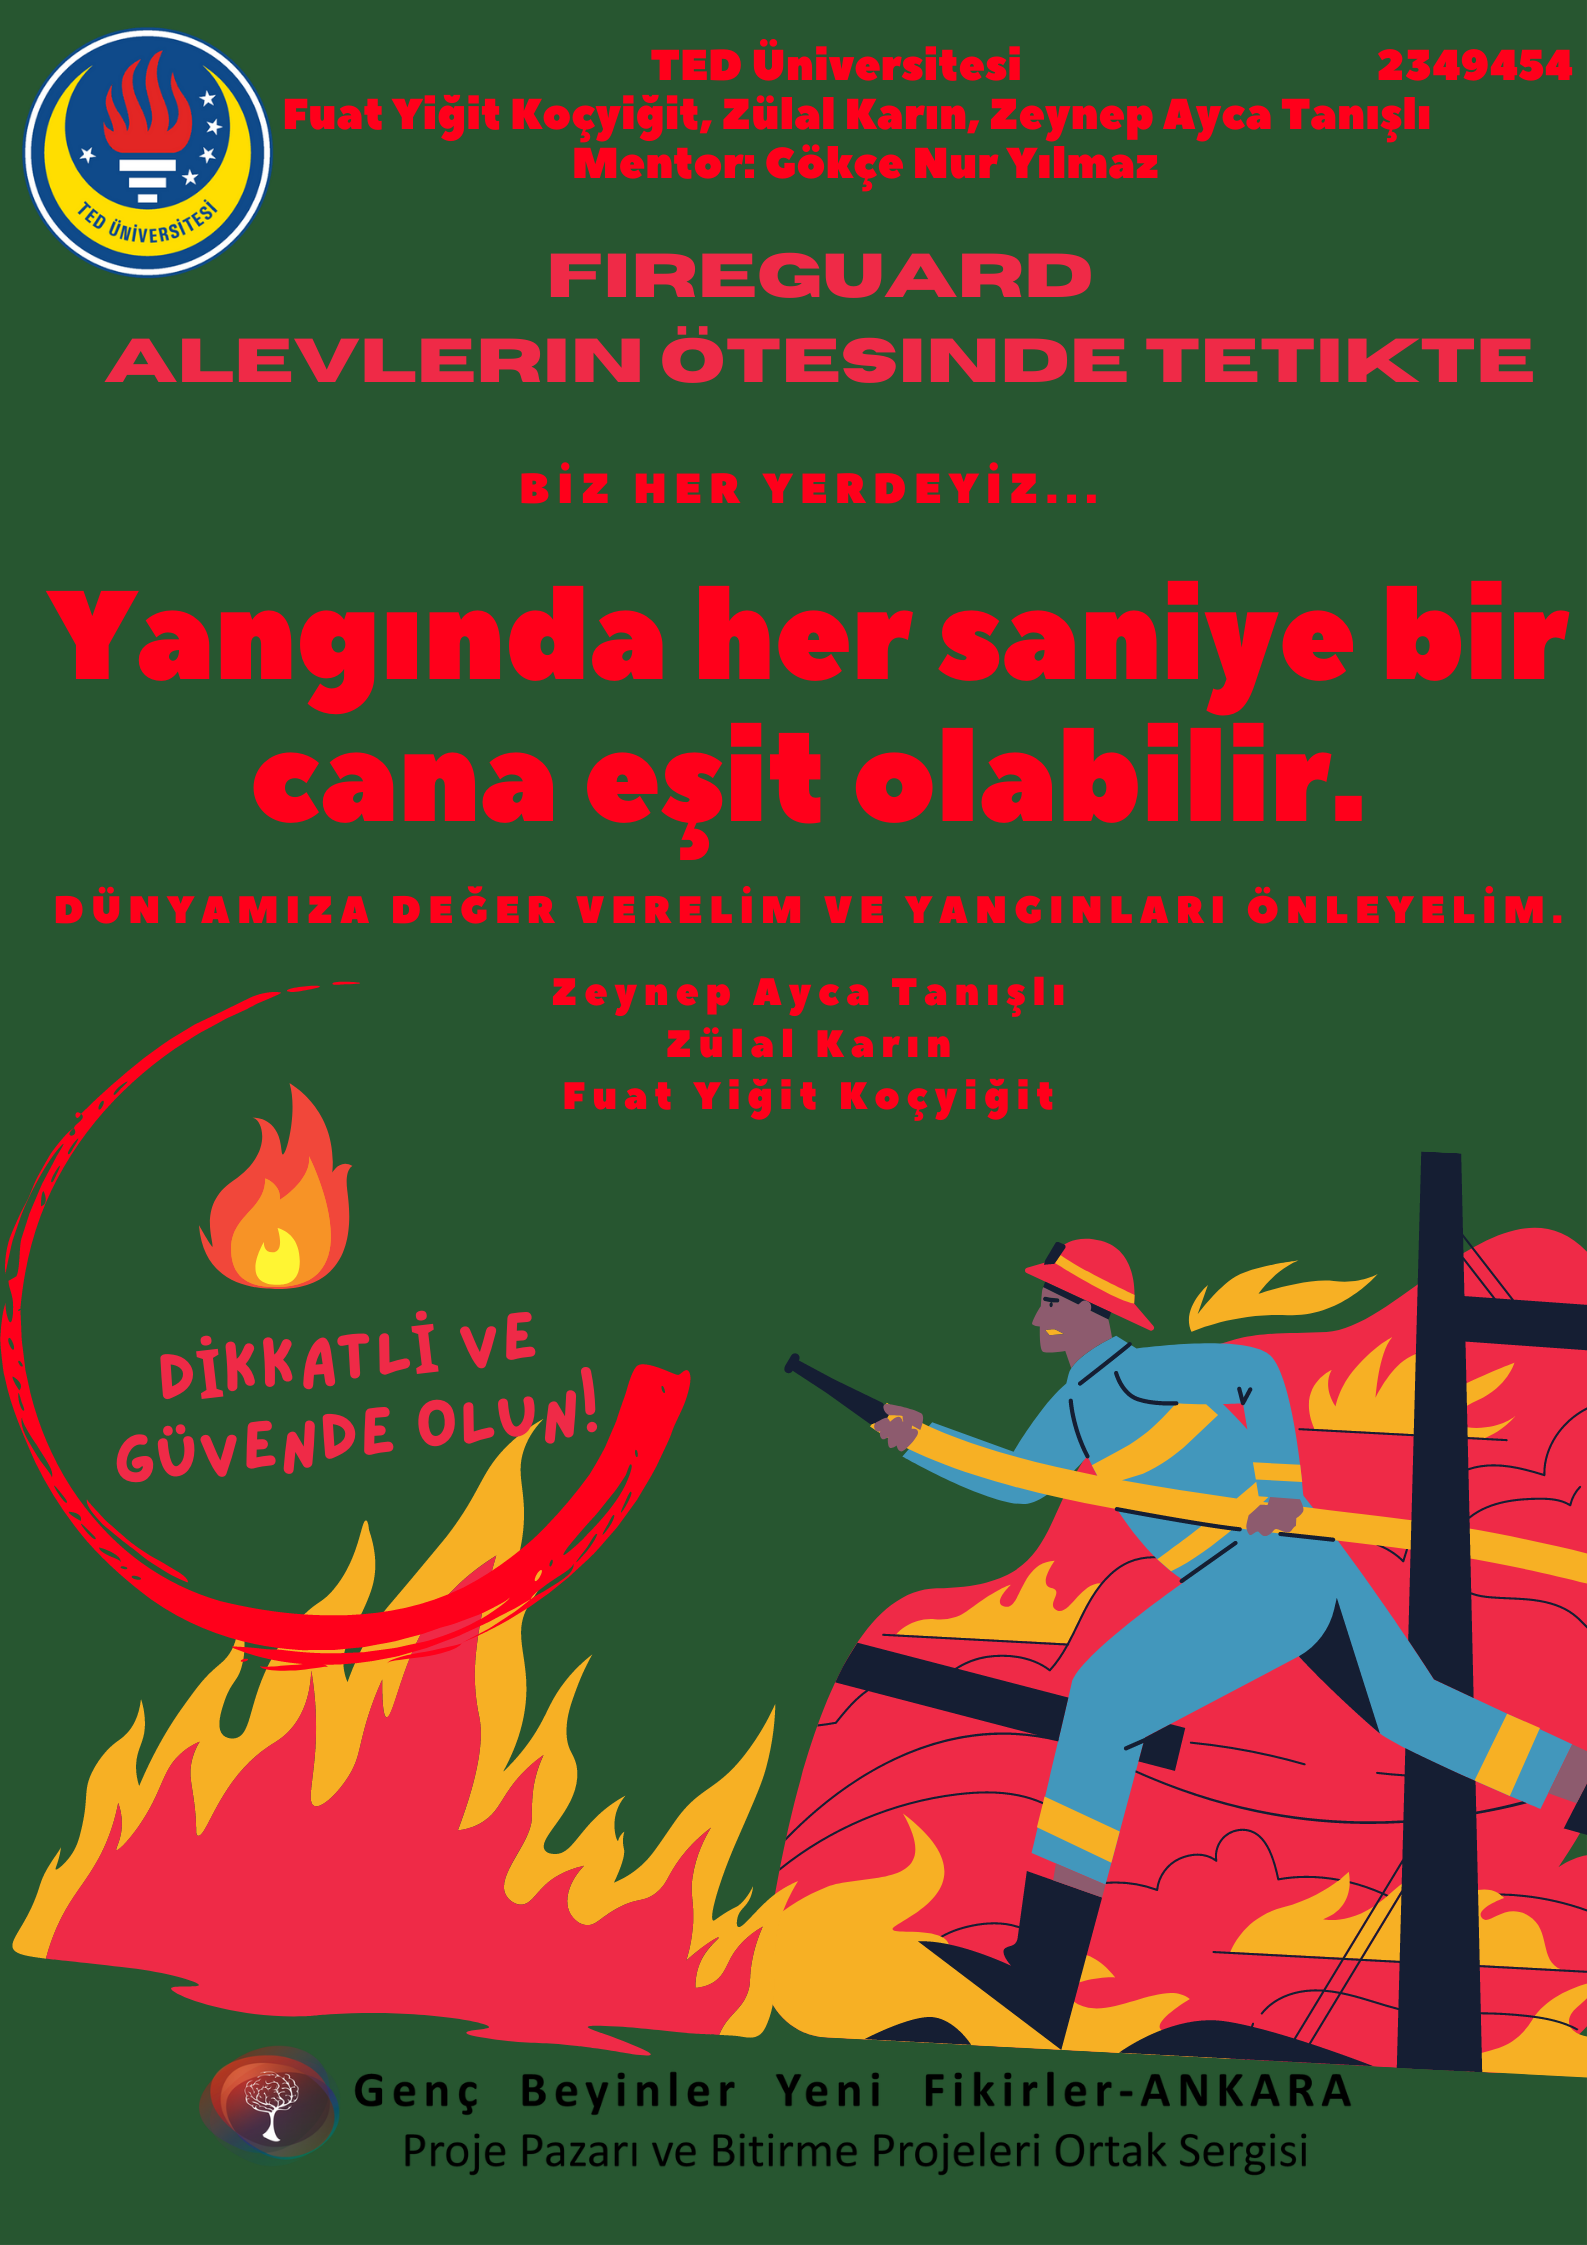 TED Üniversitesi
2349454
Fuat Yiğit Koçyiğit, Zülal Karın, Zeynep Ayca Tanışlı
Mentor: Gökçe Nur Yılmaz
TED ÜNİVERSİTESİ
FIREGUARD
ALEVLERIN ÖTESINDE TETIKTE
BİZ HER YERDEYİZ...
Yangında her saniye bir
cana eşit olabilir.
DÜNYAMIZA DEĞER VERELİM VE YANGINLARI ÖNLEYELİM.
Zeynep Ayca Tanışlı
Zülal Karın
Fuat Yiğit Koçyiğit
DİKKATLİ VE
GÜVENDE OLUN!
Genç Beyinler Yeni Fikirler-ANKARA
Proje Pazarı ve Bitirme Projeleri Ortak Sergisi